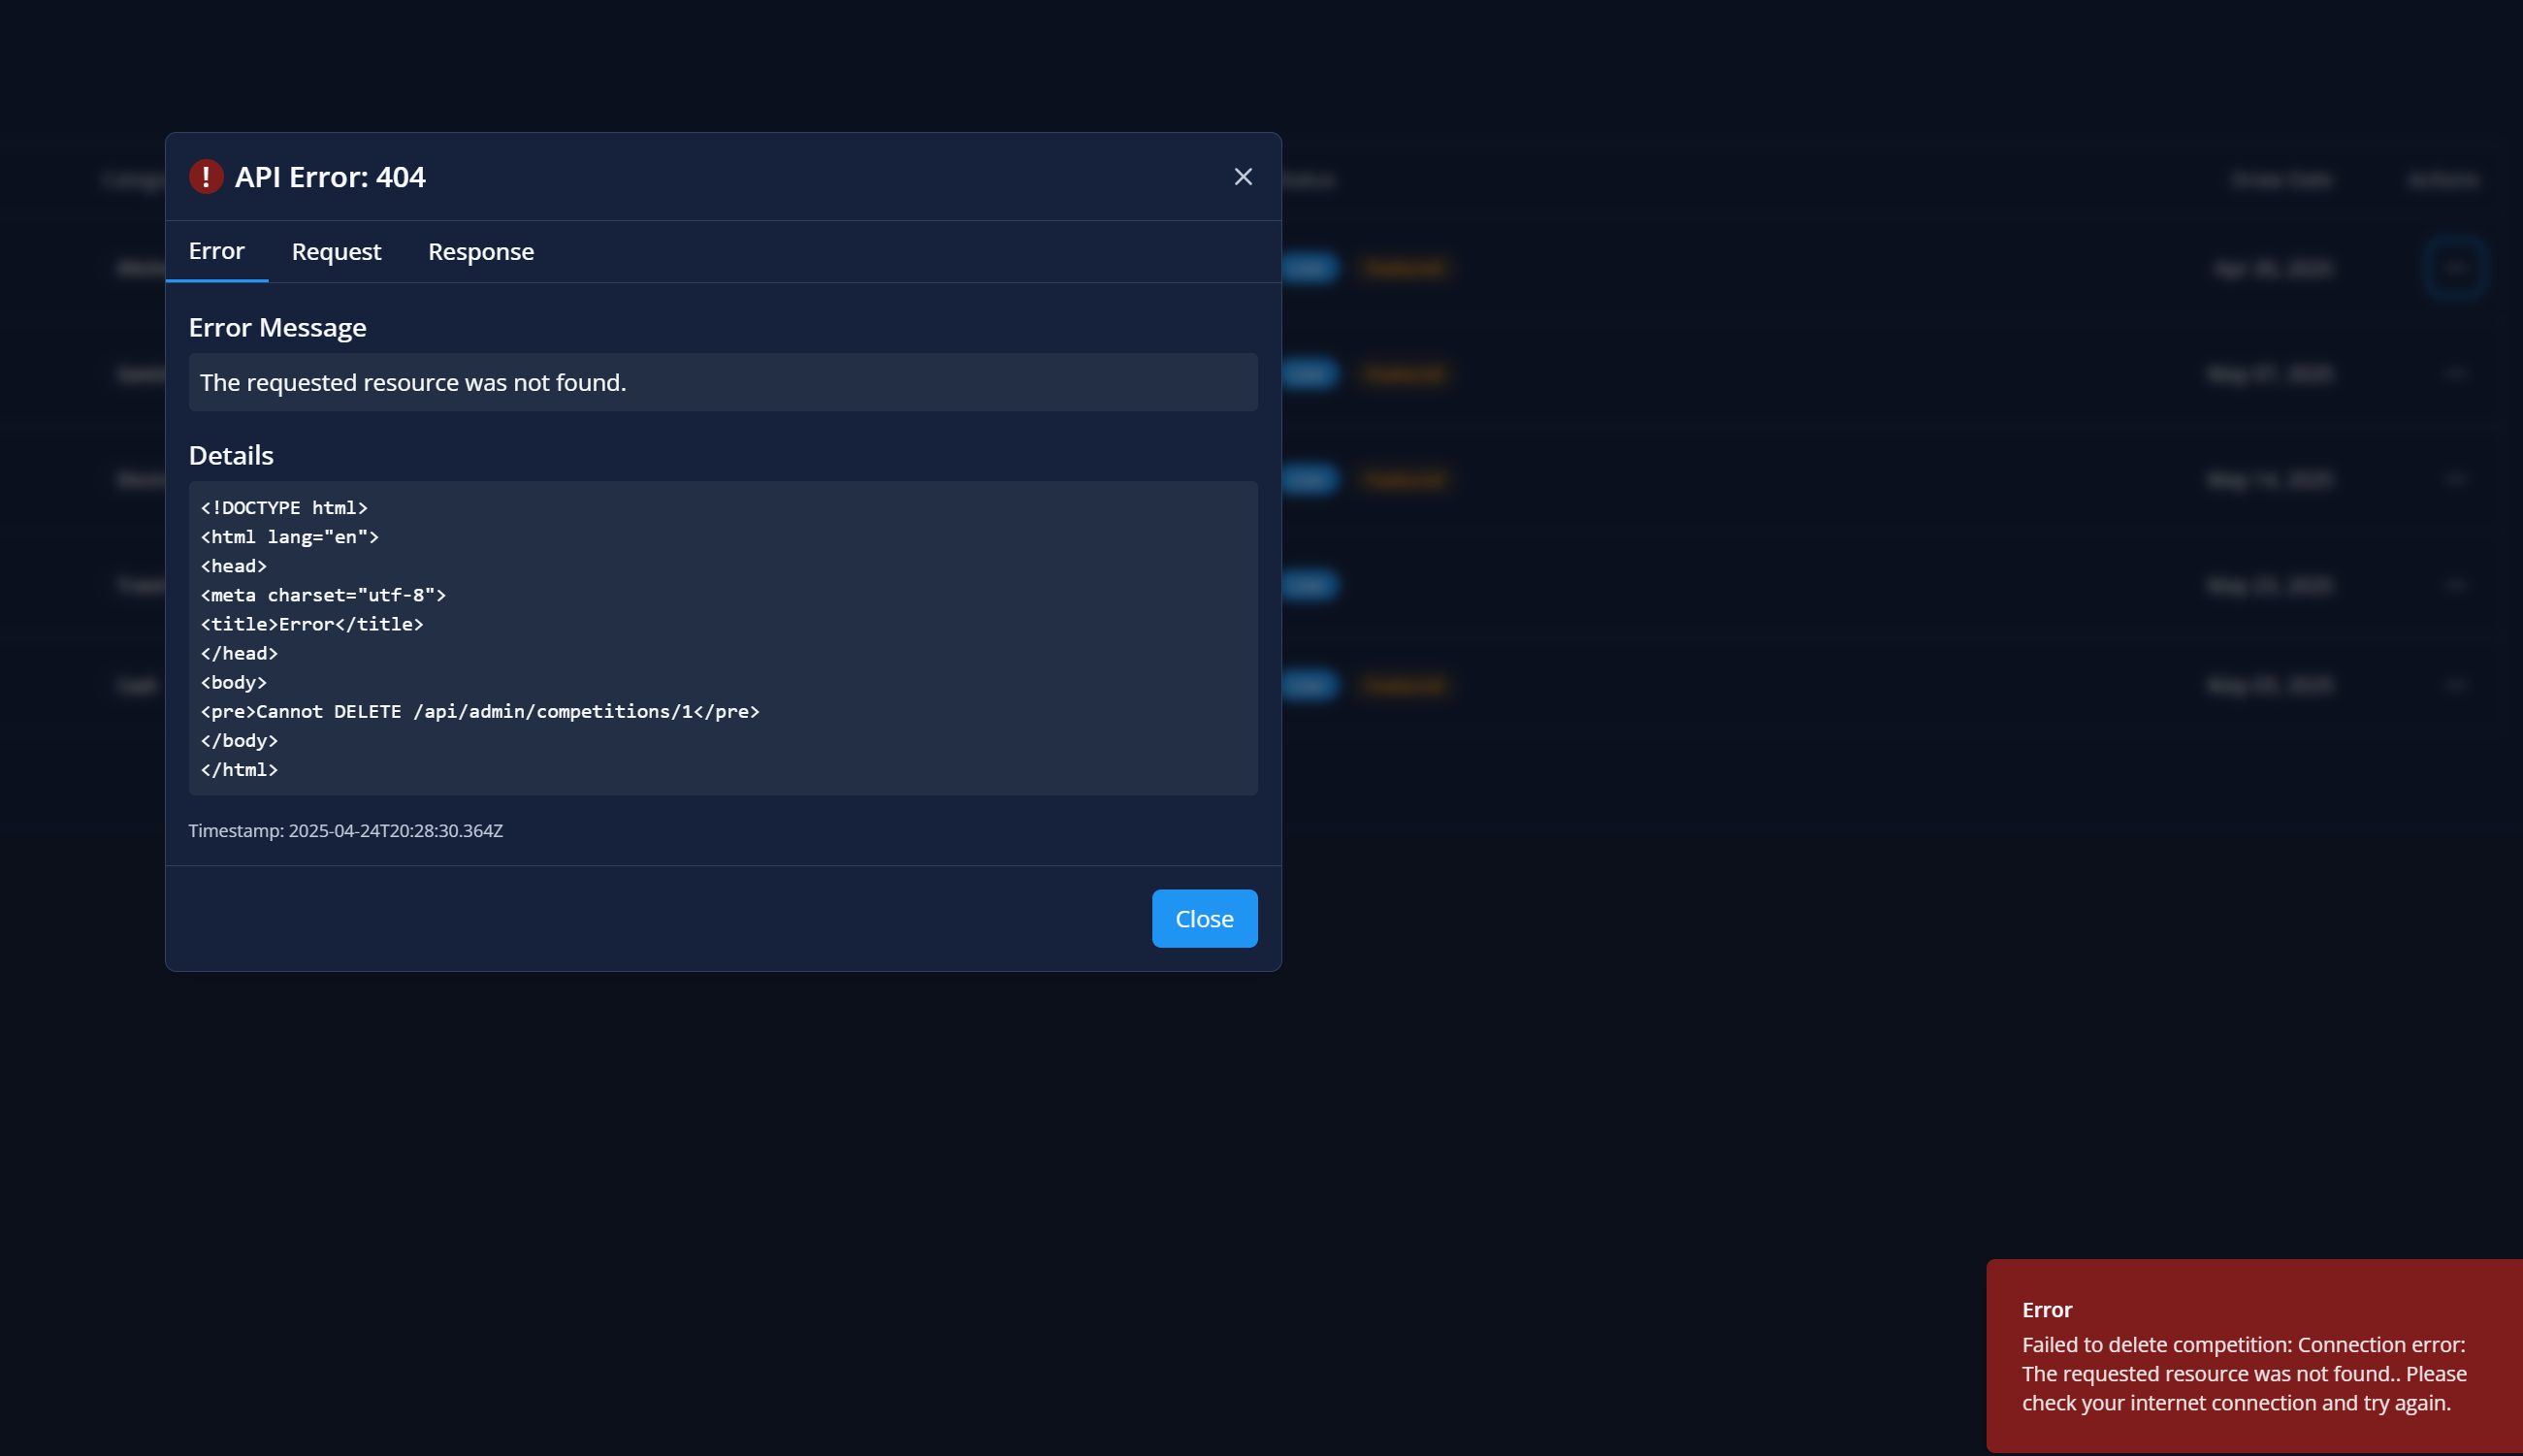 ! API Error: 404
Error Request Response
Error Message
The requested resource was not found.
Details
<!DOCTYPE html>
<html lang="en">
<head>
<meta charset="utf-8">
<title>Error</title>
</head>
<body>
<pre>Cannot DELETE /api/admin/competitions/1</pre>
</body>
</html>
Timestamp: 2025-04-24T20:28:30.364Z
Close
Error
Failed to delete competition: Connection error:
The requested resource was not found.. Please
check your internet connection and try again.